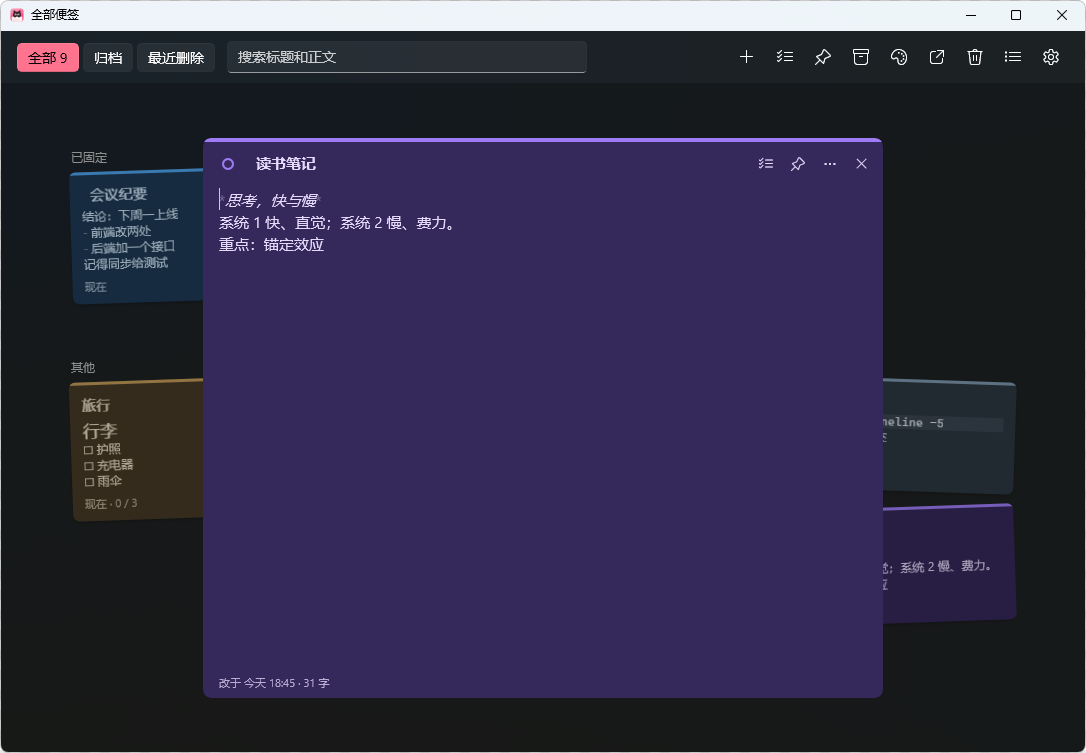 全部便签
全部 9
归档
最近删除
搜索标题和正文
已固定
会议纪要
结论：下周一上线
- 前端改两处
- 后端加一个接口
记得同步给测试
现在
其他
旅行
行李
护照
充电器
雨伞
现在 · 0 / 3
读书笔记
*思考，快与慢*
系统 1 快、直觉；系统 2 慢、费力。
重点：锚定效应
改于 今天 18:45 · 31 字
neline -5
系统 2 慢、费力。